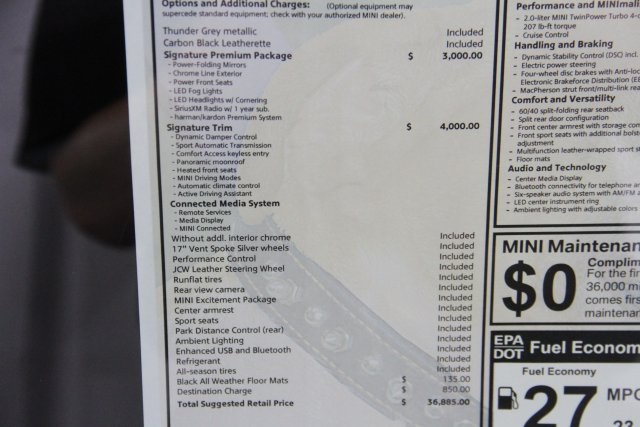 Options and Additional Charges: (Optional equipment may
supercede standard equipment; check with your authorized MINI dealer).
Thunder Grey metallic Included
Carbon Black Leatherette Included
Signature Premium Package $ 3,000.00
- Power-Folding Mirrors
- Chrome Line Exterior
- Power Front Seats
- LED Fog Lights
- LED Headlights w/ Cornering
- SiriusXM Radio w/ 1 year sub.
- harman/kardon Premium System
Signature Trim $ 4,000.00
- Dynamic Damper Control
- Sport Automatic Transmission
- Comfort Access keyless entry
- Panoramic moonroof
- Heated front seats
- MINI Driving Modes
- Automatic climate control
- Active Driving Assistant
Connected Media System
- Remote Services
- Media Display
- MINI Connected
Without addl. interior chrome Included
17" Vent Spoke Silver wheels Included
Performance Control Included
JCW Leather Steering Wheel Included
Runflat tires Included
Rear view camera Included
MINI Excitement Package Included
Center armrest Included
Sport seats Included
Park Distance Control (rear) Included
Ambient Lighting Included
Enhanced USB and Bluetooth Included
Refrigerant Included
All-season tires Included
Black All Weather Floor Mats $ 135.00
Destination Charge $ 850.00
Total Suggested Retail Price $ 36,885.00
Performance and
- 2.0-liter MINI TwinPower Turbo
207 lb-ft torque
- Cruise Control
Handling and Braking
- Dynamic Stability Control (DSC) incl.
- Electric power steering
- Four-wheel disc brakes with
Electronic Brakeforce Distribution
- MacPherson strut front/multi-link
Comfort and Versatility
- 60/40 split-folding rear seatback
- Split rear door configuration
- Front center armrest with storage
- Front sport seats with additional
adjustment
- Multifunction leather-wrapped sport
- Floor mats
Audio and Technology
- Center Media Display
- Bluetooth connectivity for telephone
- Six-speaker audio system with AM/FM
- LED center instrument ring
- Ambient lighting with adjustable colors
MINI
$0
For the
36,000
comes
EPA
DOT Fuel
Fuel Economy
27 MPG